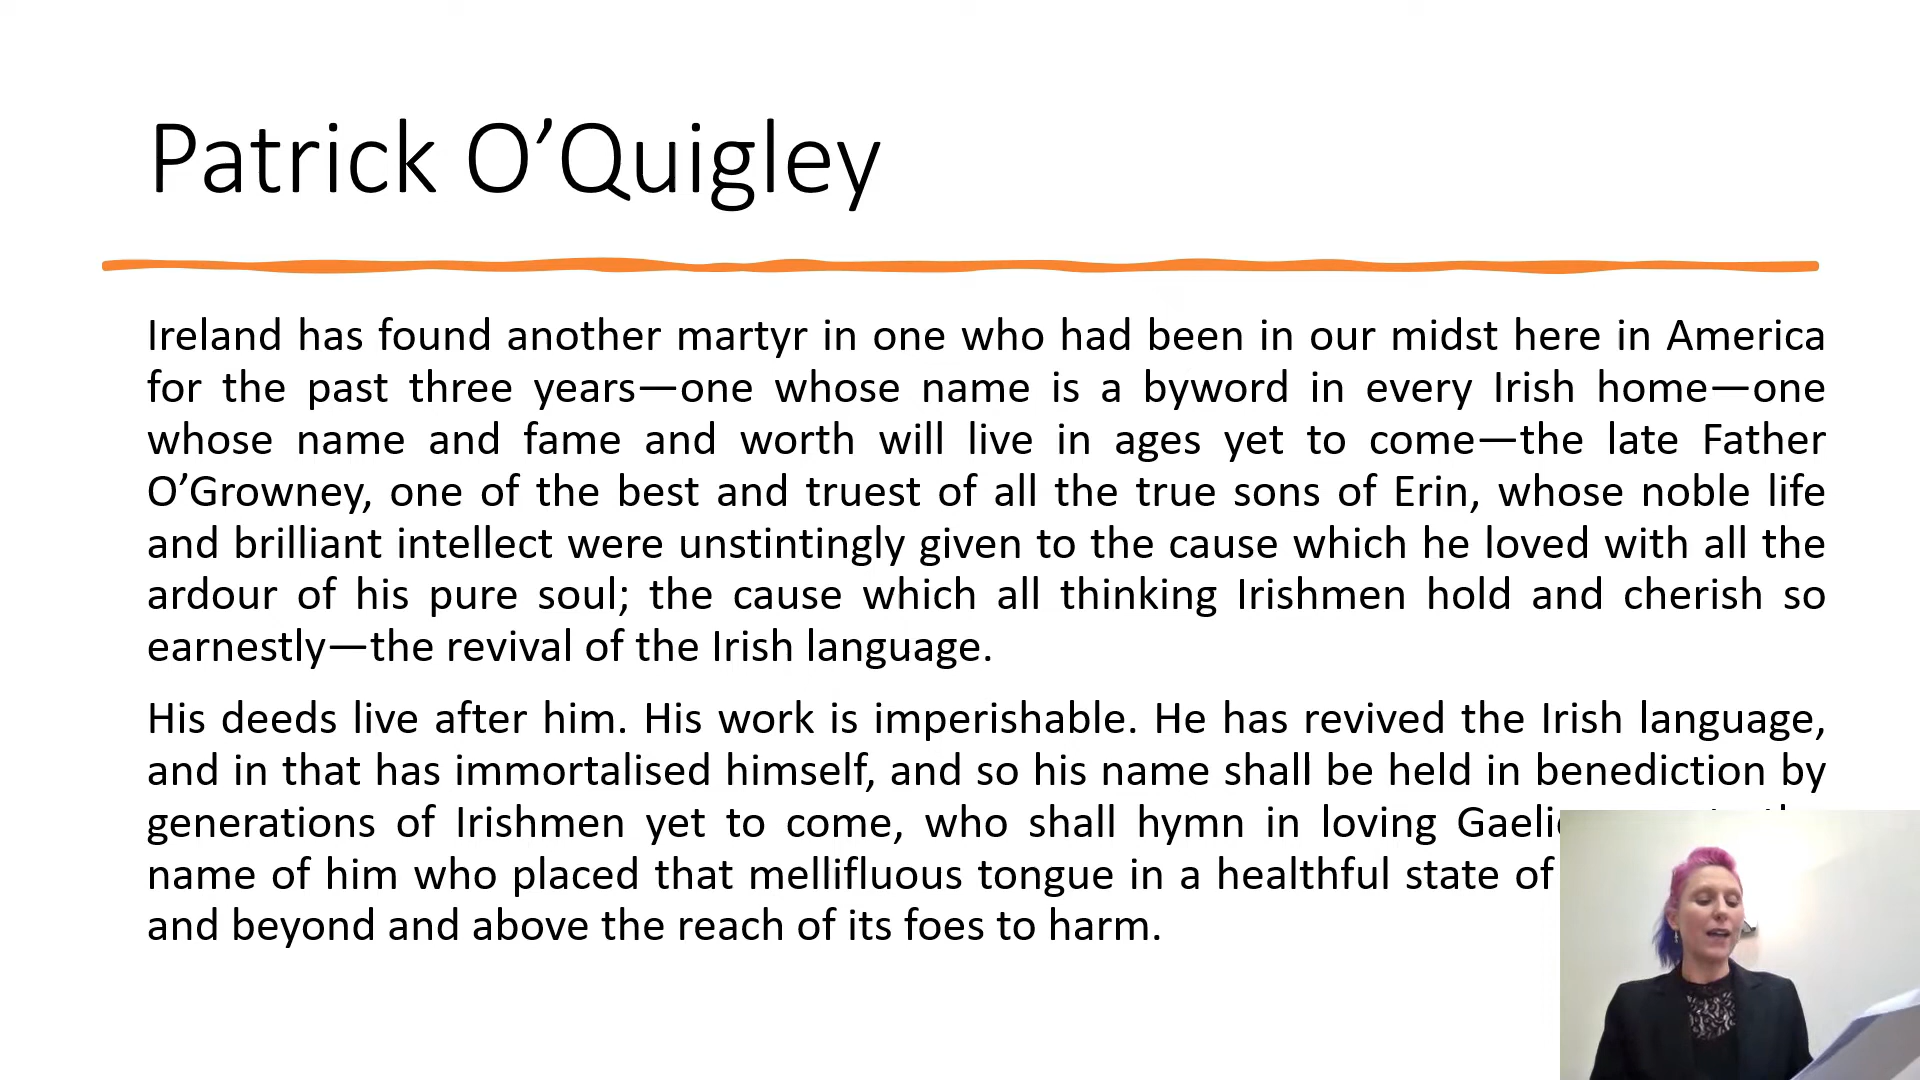 Patrick O’Quigley
Ireland has found another martyr in one who had been in our midst here in America
for the past three years—one whose name is a byword in every Irish home—one
whose name and fame and worth will live in ages yet to come—the late Father
O’Growney, one of the best and truest of all the true sons of Erin, whose noble life
and brilliant intellect were unstintingly given to the cause which he loved with all the
ardour of his pure soul; the cause which all thinking Irishmen hold and cherish so
earnestly—the revival of the Irish language.
His deeds live after him. His work is imperishable. He has revived the Irish language,
and in that has immortalised himself, and so his name shall be held in benediction by
generations of Irishmen yet to come, who shall hymn in loving
name of him who placed that mellifluous tongue in a healthful state of
and beyond and above the reach of its foes to harm.